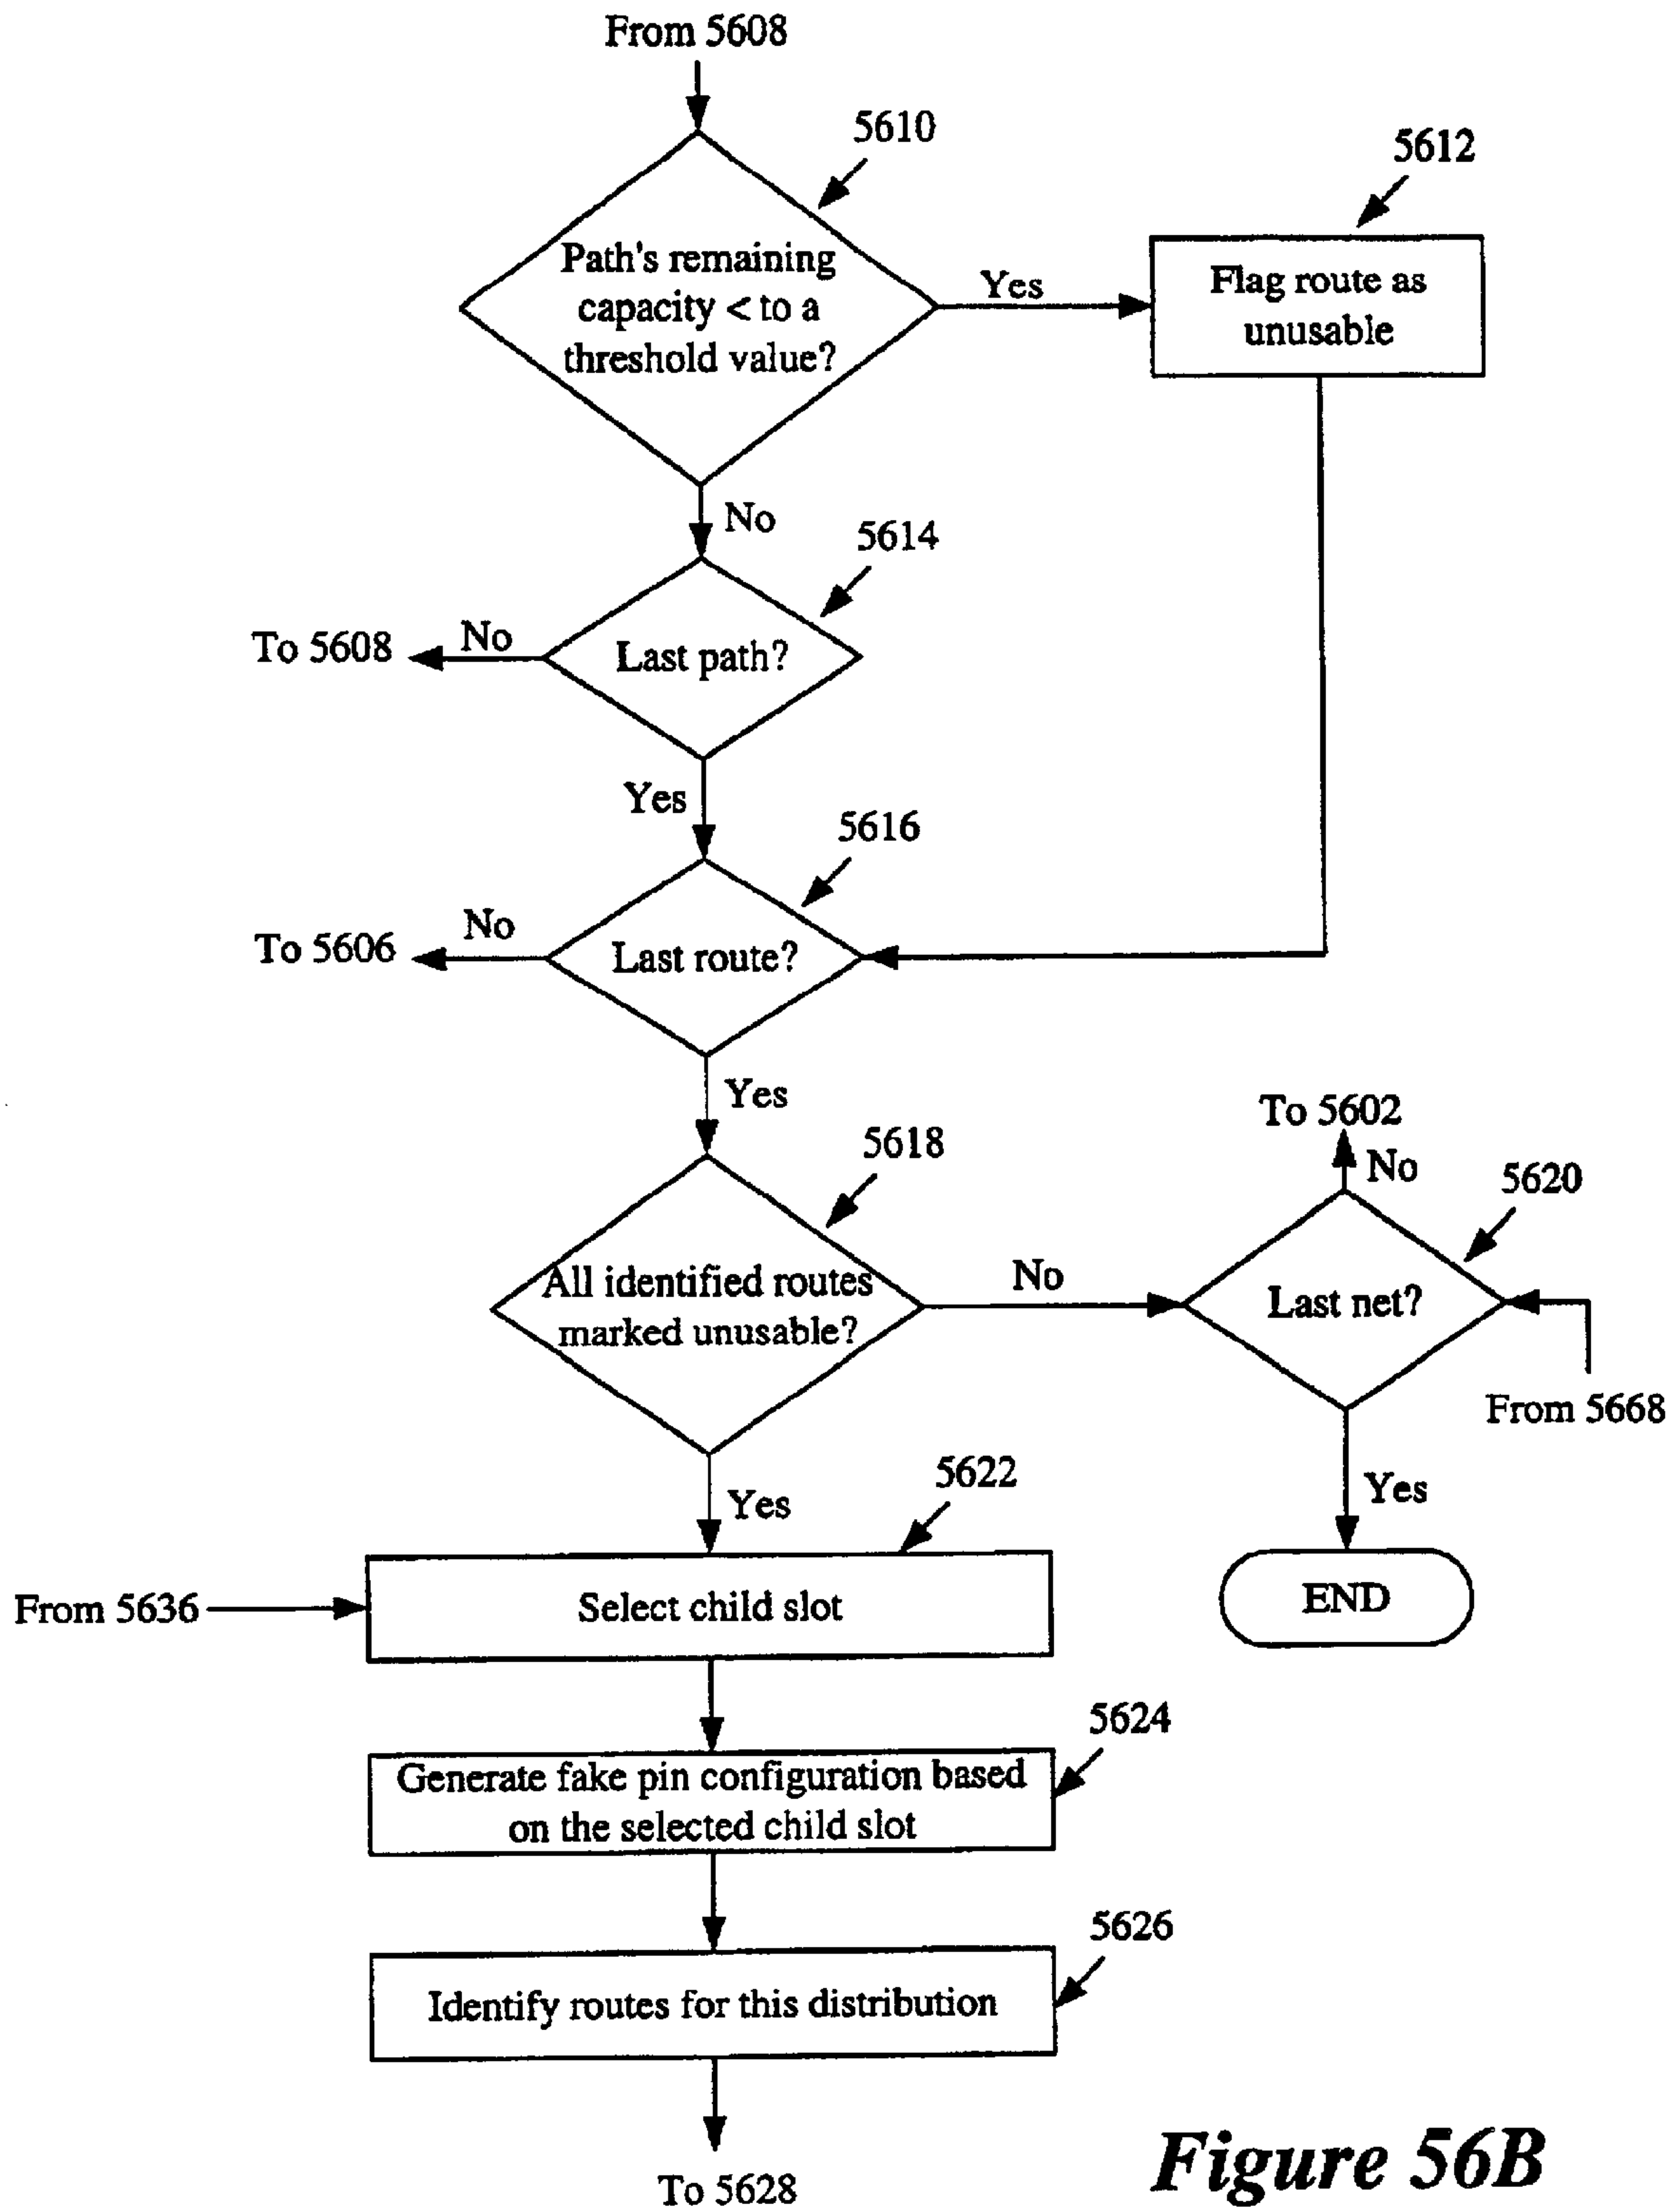 From 5608
5610
5612
Path's remaining
capacity < to a
threshold value?
Yes
Flag route as
unusable
No
5614
To 5608
No
Last path?
Yes
5616
To 5606
No
Last route?
Yes
5618
To 5602
No
5620
All identified routes
marked unusable?
No
Last net?
From 5668
Yes
5622
Yes
From 5636
Select child slot
END
5624
Generate fake pin configuration based
on the selected child slot
5626
Identify routes for this distribution
To 5628
Figure 56B